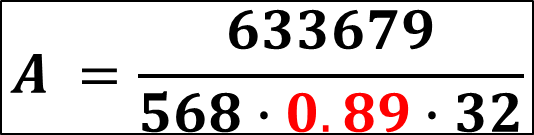 A = 633679
568 · 0.89 · 32